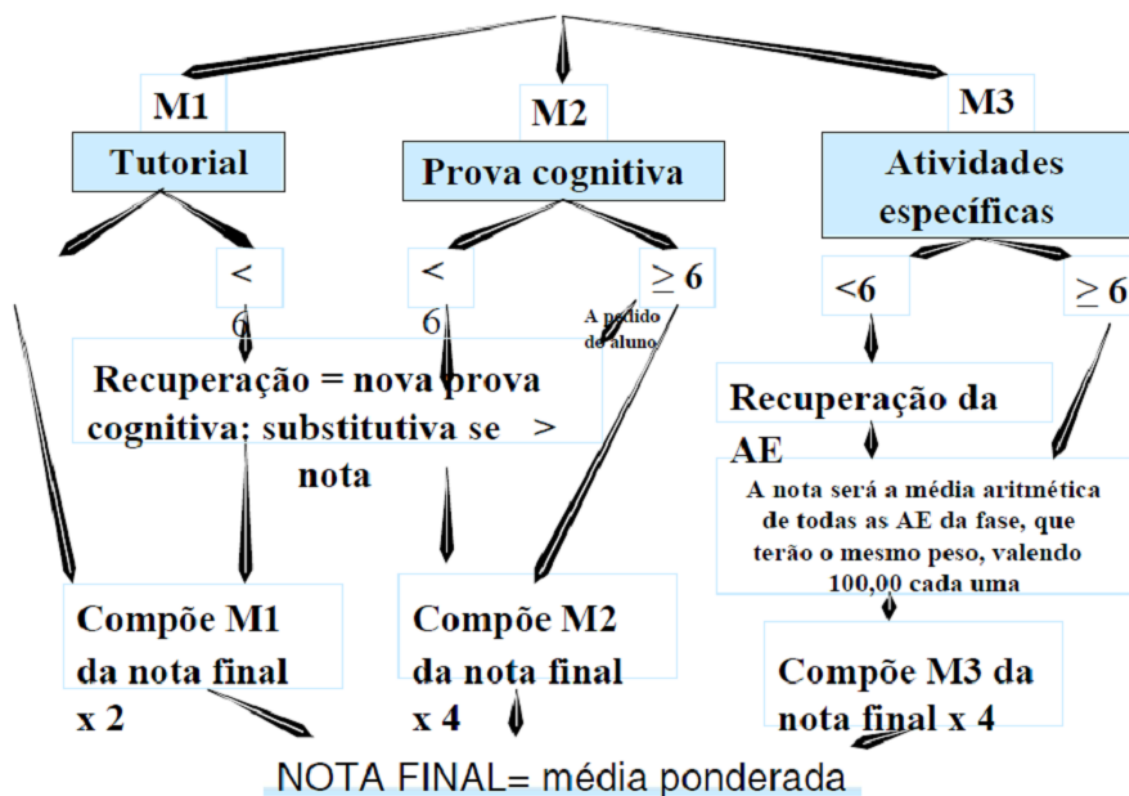 M1
M2
M3
Tutorial
Prova cognitiva
Atividades
específicas
<
6
<
6
≥ 6
A pedido
do aluno
<6
≥ 6
Recuperação = nova prova
cognitiva: substitutiva se >
nota
Recuperação da
AE
A nota será a média aritmética
de todas as AE da fase, que
terão o mesmo peso, valendo
100,00 cada uma
Compõe M1
da nota final
x 2
Compõe M2
da nota final
x 4
Compõe M3 da
nota final x 4
NOTA FINAL= média ponderada